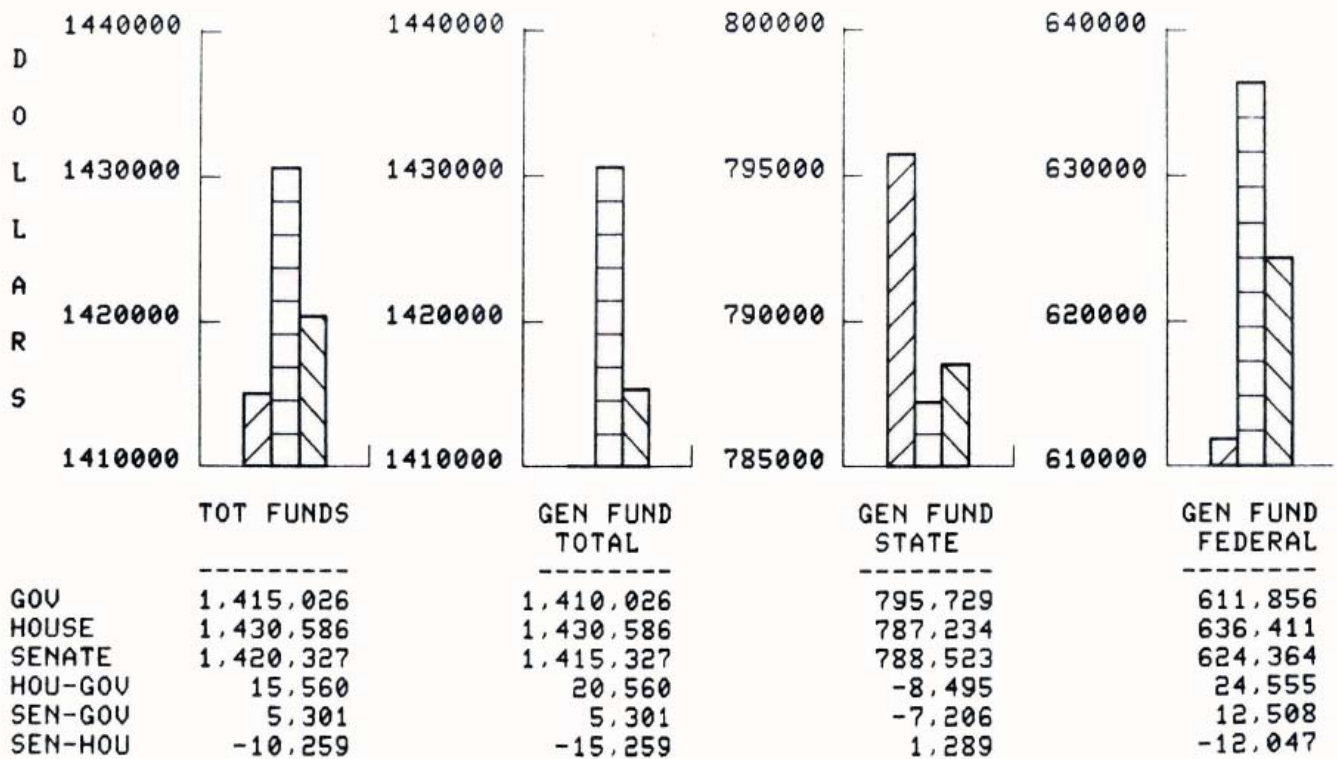 DOLLARS
1440000 1440000 800000 640000
1430000 1430000 795000 630000
1420000 1420000 790000 620000
1410000 1410000 785000 610000
TOT FUNDS GEN FUND GEN FUND GEN FUND
TOTAL STATE FEDERAL
--------- -------- -------- --------
GOV 1,415,026 1,410,026 795,729 611,856
HOUSE 1,430,586 1,430,586 787,234 636,411
SENATE 1,420,327 1,415,327 788,523 624,364
HOU-GOV 15,560 20,560 -8,495 24,555
SEN-GOV 5,301 5,301 -7,206 12,508
SEN-HOU -10,259 -15,259 1,289 -12,047